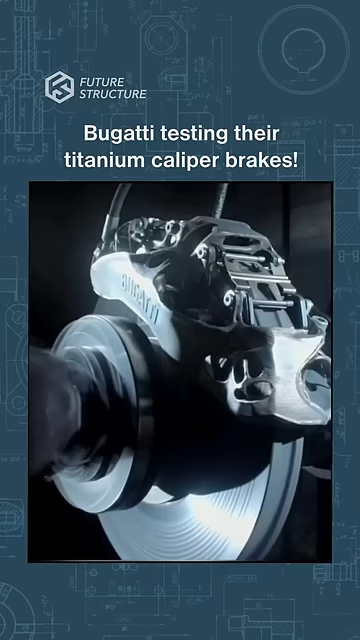 FUTURE
STRUCTURE
Bugatti testing their
titanium caliper brakes!
BUGATTI